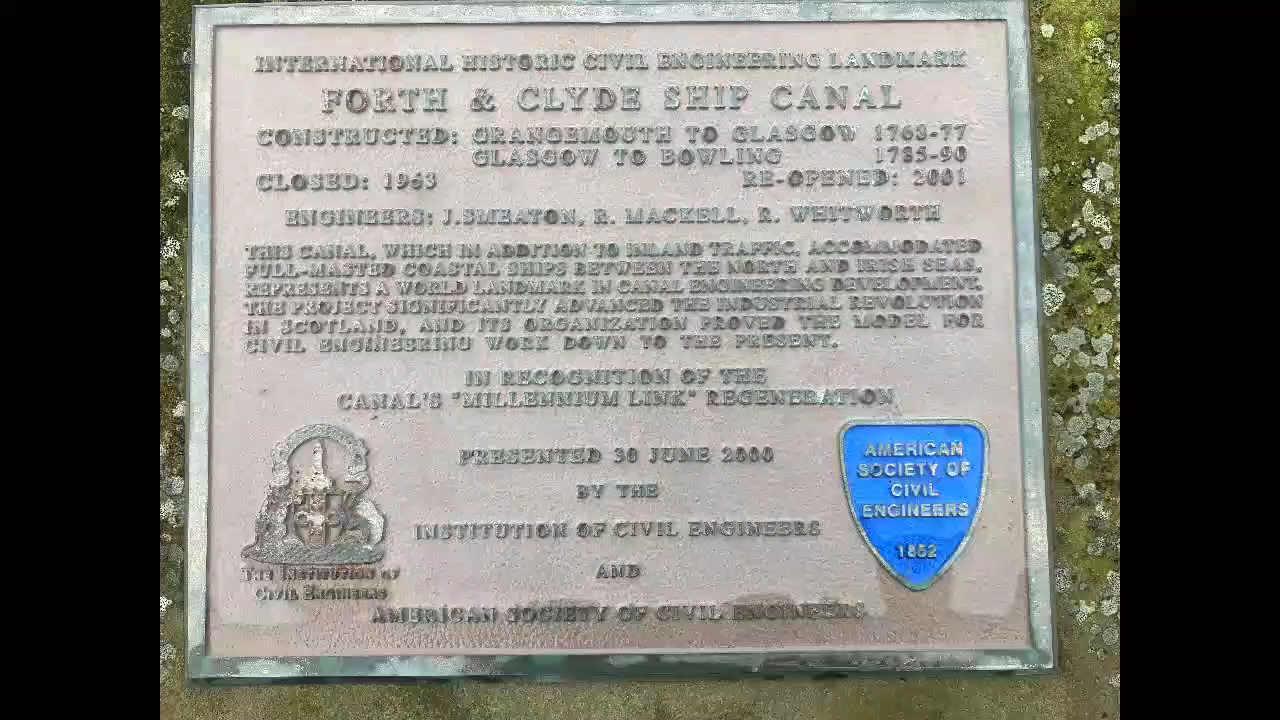 INTERNATIONAL HISTORIC CIVIL ENGINEERING LANDMARK
FORTH & CLYDE SHIP CANAL
CONSTRUCTED: GRANGEMOUTH TO GLASGOW 1768-77
GLASGOW TO BOWLING 1785-90
CLOSED: 1963 RE-OPENED: 2001
ENGINEERS: J.SMEATON, R. MACKELL, R. WHITWORTH
THIS CANAL, WHICH IN ADDITION TO INLAND TRAFFIC, ACCOMMODATED
FULL-MASTED COASTAL SHIPS BETWEEN THE NORTH AND IRISH SEAS,
REPRESENTS A WORLD LANDMARK IN CANAL ENGINEERING DEVELOPMENT.
THE PROJECT SIGNIFICANTLY ADVANCED THE INDUSTRIAL REVOLUTION
IN SCOTLAND, AND ITS ORGANIZATION PROVED THE MODEL FOR
CIVIL ENGINEERING WORK DOWN TO THE PRESENT.
IN RECOGNITION OF THE
CANAL'S "MILLENNIUM LINK" REGENERATION
PRESENTED 30 JUNE 2000
BY THE
INSTITUTION OF CIVIL ENGINEERS
AND
AMERICAN SOCIETY OF CIVIL ENGINEERS
THE INSTITUTION OF
CIVIL ENGINEERS
AMERICAN
SOCIETY OF
CIVIL
ENGINEERS
1852